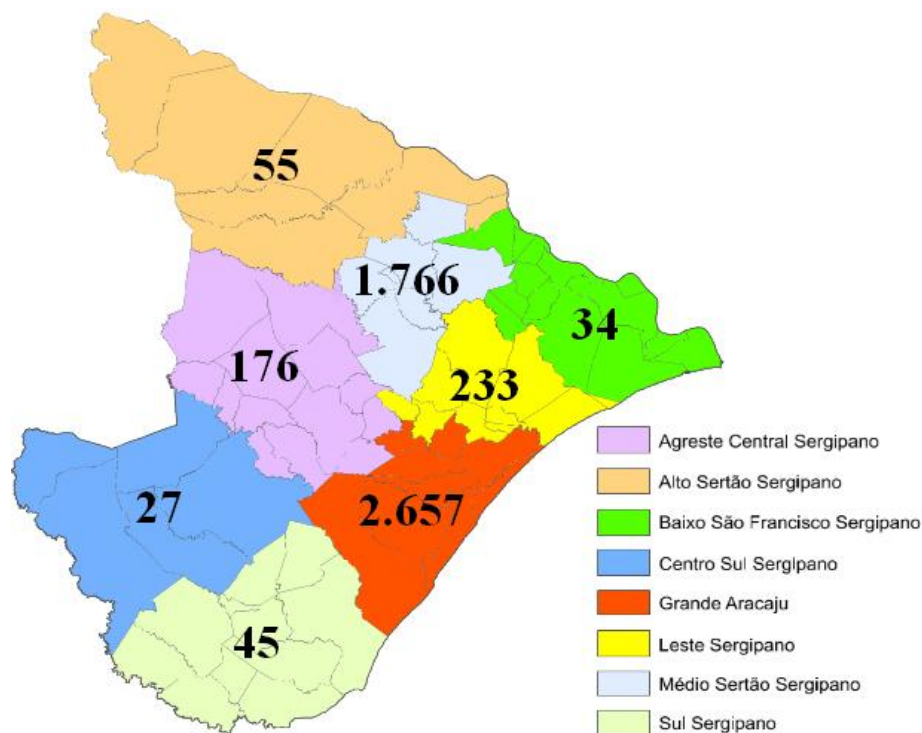 55
1.766
34
176
233
27
2.657
45
Agreste Central Sergipano
Alto Sertão Sergipano
Baixo São Francisco Sergipano
Centro Sul Sergipano
Grande Aracaju
Leste Sergipano
Médio Sertão Sergipano
Sul Sergipano